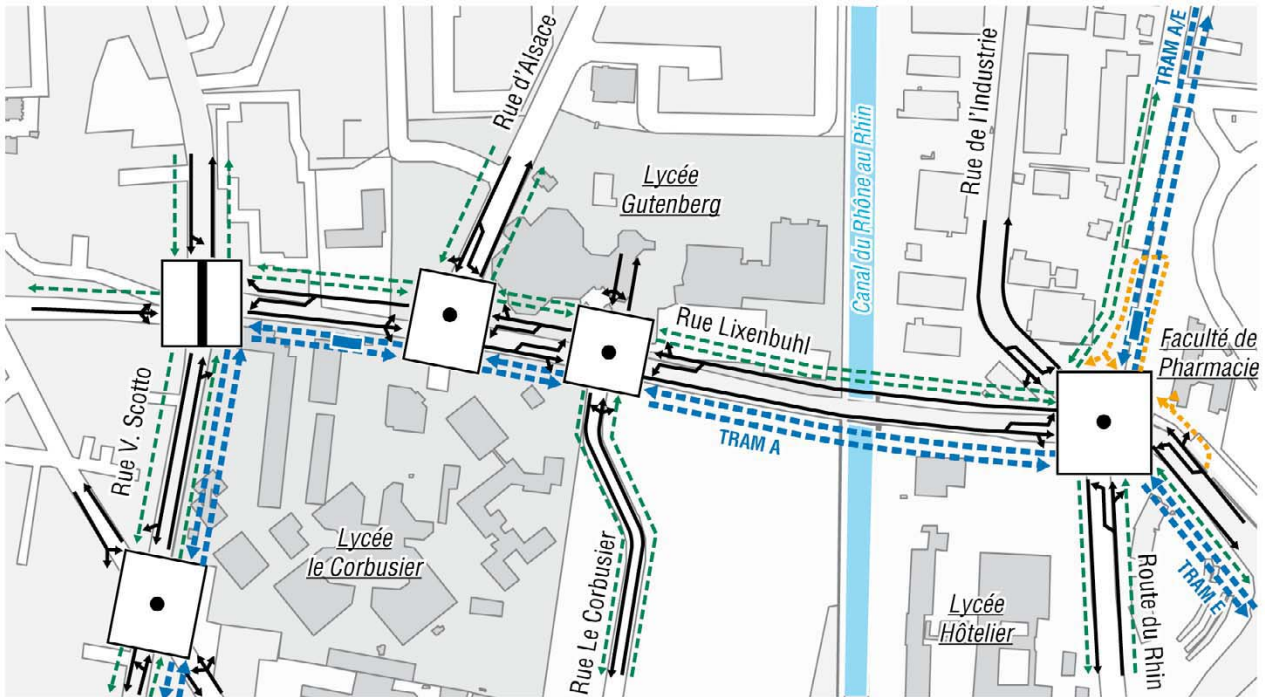 Rue d'Alsace
Lycée
Gutenberg
Canal du Rhône au Rhin
Rue de l'Industrie
TRAM A/E
Rue Lixenbuhl
Faculté de
Pharmacie
Rue V. Scotto
TRAM A
Lycée
le Corbusier
Rue Le Corbusier
Lycée
Hôtelier
Route du Rhin
TRAM E